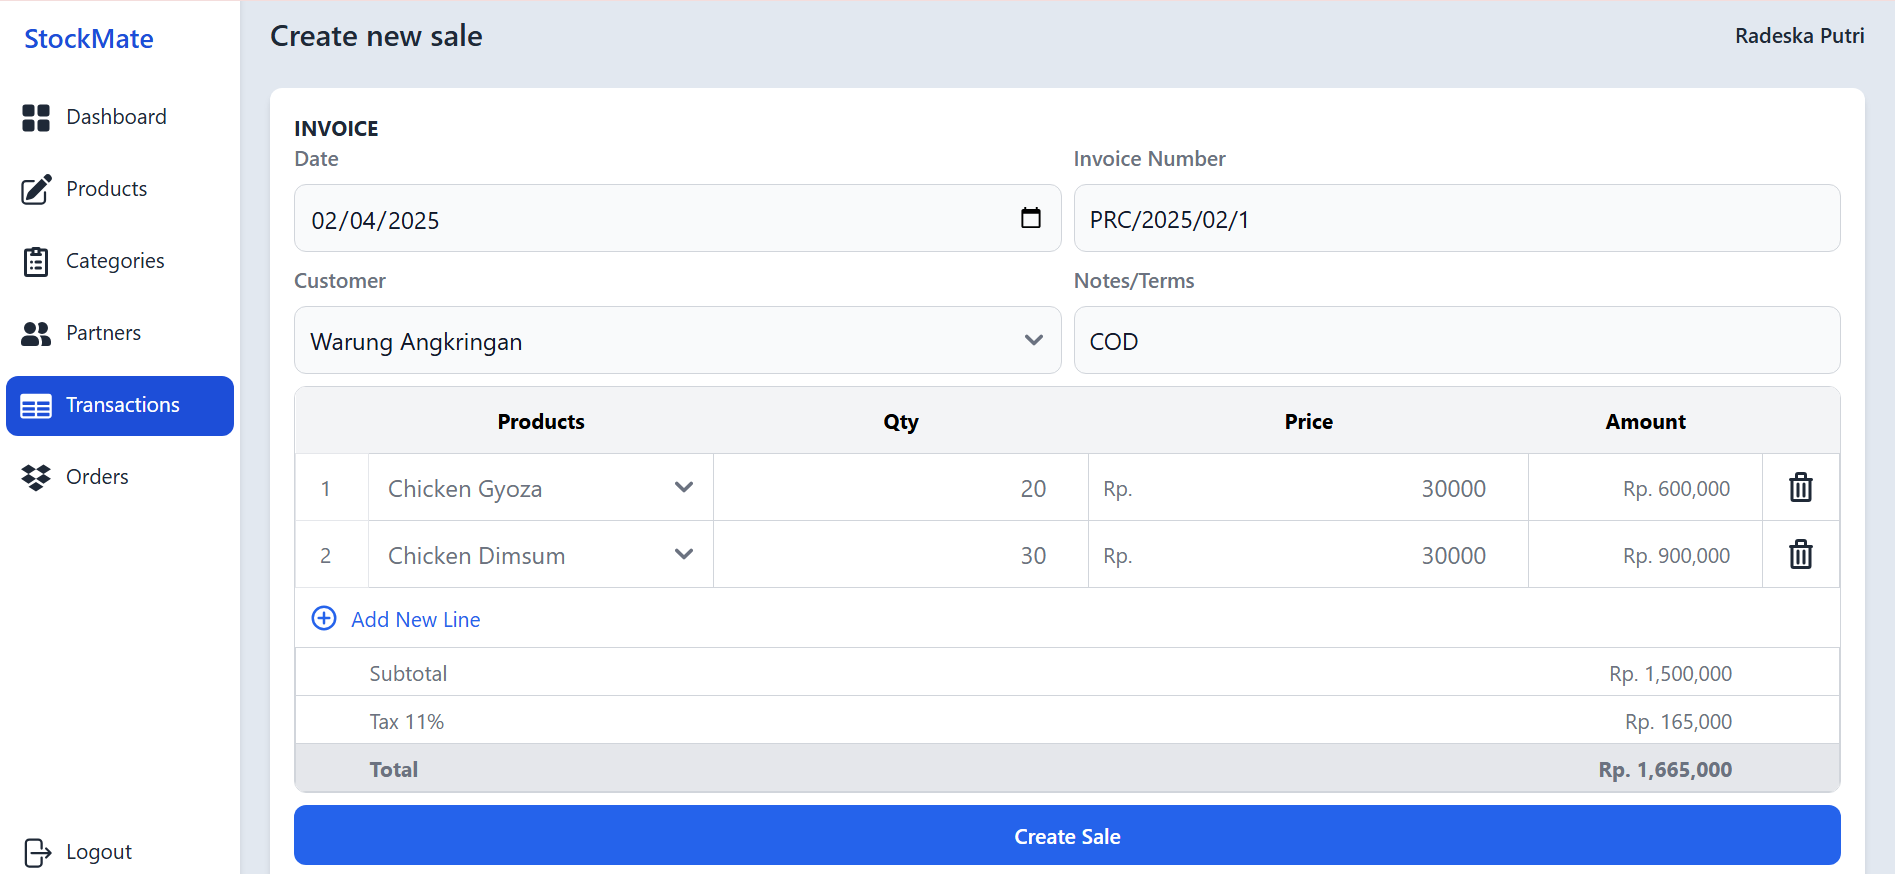 StockMate
Create new sale
Radeska Putri
Dashboard
Products
Categories
Partners
Transactions
Orders
Logout
INVOICE
Date Invoice Number
02/04/2025 PRC/2025/02/1
Customer Notes/Terms
Warung Angkringan COD
Products Qty Price Amount
1 Chicken Gyoza 20 Rp. 30000 Rp. 600,000
2 Chicken Dimsum 30 Rp. 30000 Rp. 900,000
Add New Line
Subtotal Rp. 1,500,000
Tax 11% Rp. 165,000
Total Rp. 1,665,000
Create Sale